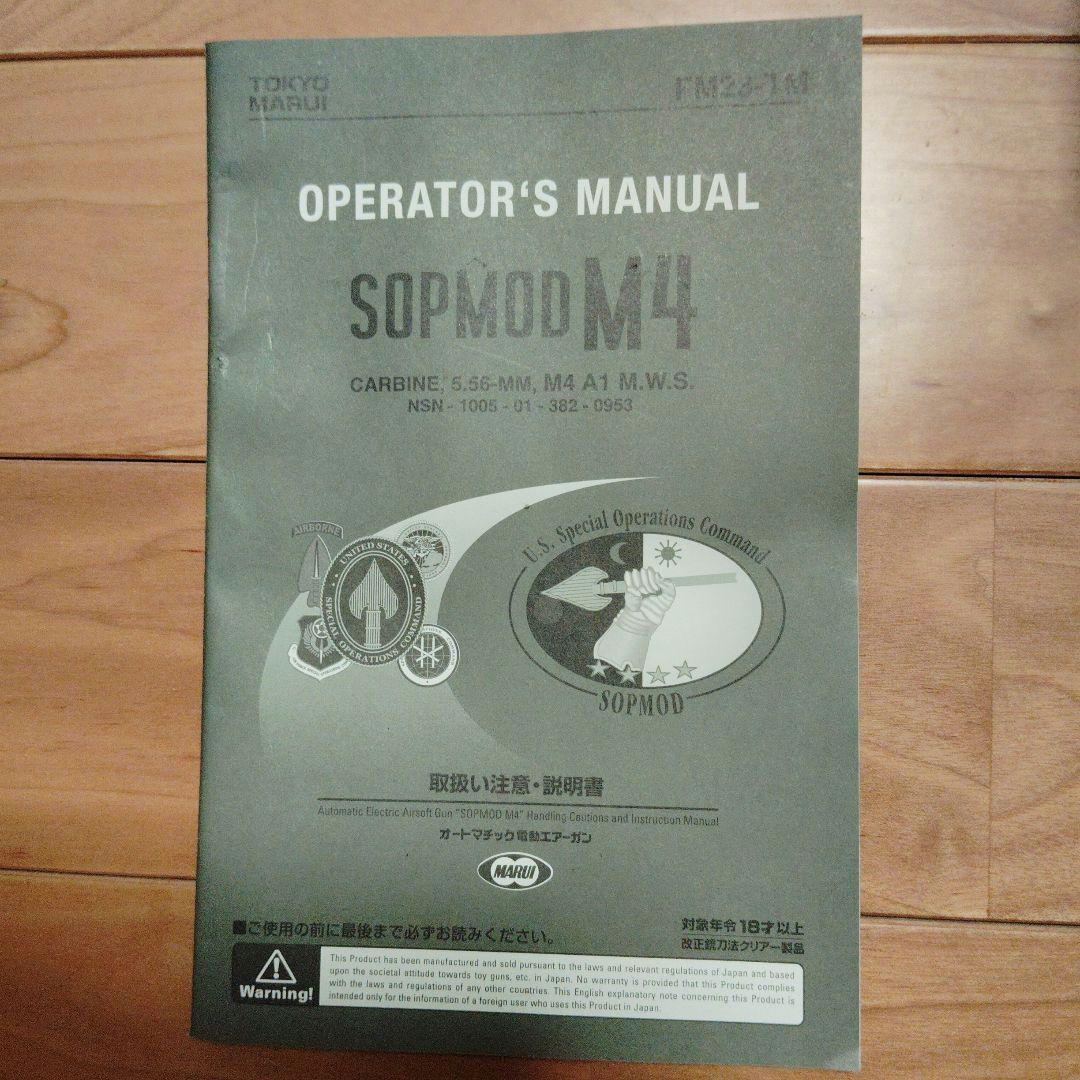 TOKYO
MARUI
FM23-1M
OPERATOR‘S MANUAL
SOPMOD M4
CARBINE, 5.56-MM, M4 A1 M.W.S.
NSN - 1005 - 01 - 382 - 0953
AIRBORNE
UNITED STATES
SPECIAL OPERATIONS COMMAND
U.S. Special Operations Command
SOPMOD
取扱い注意・説明書
Automatic Electric Airsoft Gun "SOPMOD M4" Handling Cautions and Instruction Manual
オートマチック電動エアーガン
MARUI
■ご使用の前に最後まで必ずお読みください。
対象年令18才以上
改正銃刀法クリアー製品
Warning!
This Product has been manufactured and sold pursuant to the laws and relevant regulations of Japan and based
upon the societal attitude towards toy guns, etc. in Japan. No warranty is provided that this Product complies
with the laws and regulations of any other countries. This English explanatory note concerning this Product is
intended only for the information of a foreign user who uses this Product in Japan.